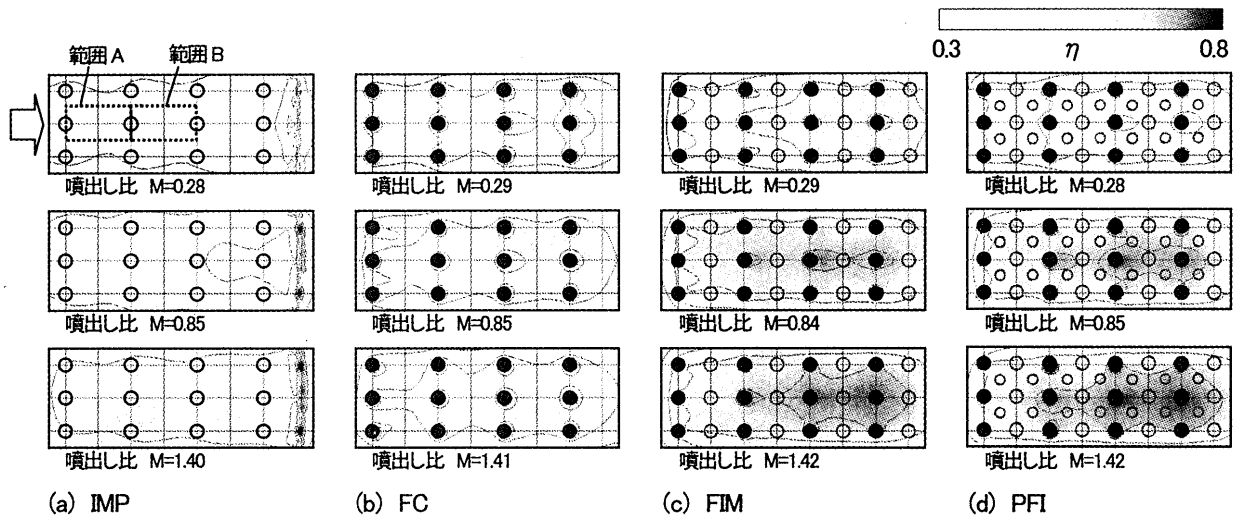 0.3 η 0.8
範囲A 範囲B
噴出し比 M=0.28
噴出し比 M=0.29
噴出し比 M=0.29
噴出し比 M=0.28
噴出し比 M=0.85
噴出し比 M=0.85
噴出し比 M=0.84
噴出し比 M=0.85
噴出し比 M=1.40
噴出し比 M=1.41
噴出し比 M=1.42
噴出し比 M=1.42
(a) IMP
(b) FC
(c) FIM
(d) PFI